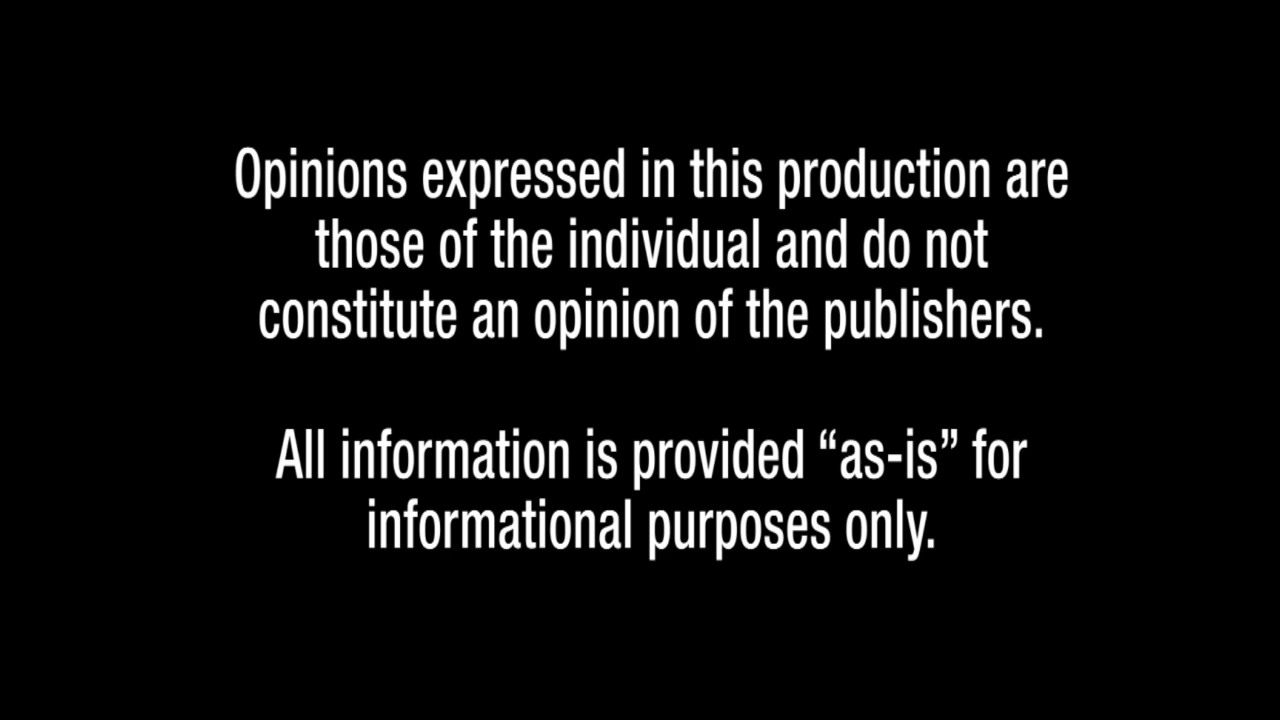 Opinions expressed in this production are
those of the individual and do not
constitute an opinion of the publishers.
All information is provided “as-is” for
informational purposes only.